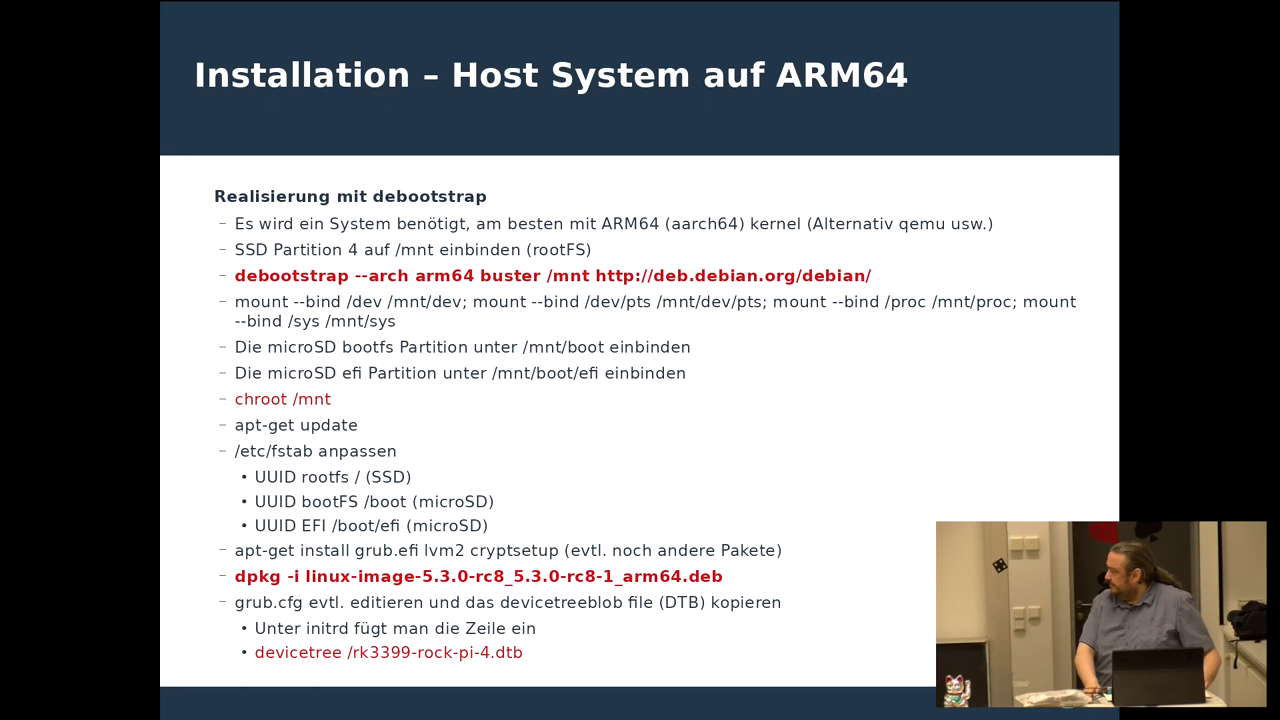 Installation – Host System auf ARM64
Realisierung mit debootstrap
– Es wird ein System benötigt, am besten mit ARM64 (aarch64) kernel (Alternativ qemu usw.)
– SSD Partition 4 auf /mnt einbinden (rootFS)
– debootstrap --arch arm64 buster /mnt http://deb.debian.org/debian/
– mount --bind /dev /mnt/dev; mount --bind /dev/pts /mnt/dev/pts; mount --bind /proc /mnt/proc; mount
--bind /sys /mnt/sys
– Die microSD bootfs Partition unter /mnt/boot einbinden
– Die microSD efi Partition unter /mnt/boot/efi einbinden
– chroot /mnt
– apt-get update
– /etc/fstab anpassen
• UUID rootfs / (SSD)
• UUID bootFS /boot (microSD)
• UUID EFI /boot/efi (microSD)
– apt-get install grub.efi lvm2 cryptsetup (evtl. noch andere Pakete)
– dpkg -i linux-image-5.3.0-rc8_5.3.0-rc8-1_arm64.deb
– grub.cfg evtl. editieren und das devicetreeblob file (DTB) kopieren
• Unter initrd fügt man die Zeile ein
• devicetree /rk3399-rock-pi-4.dtb